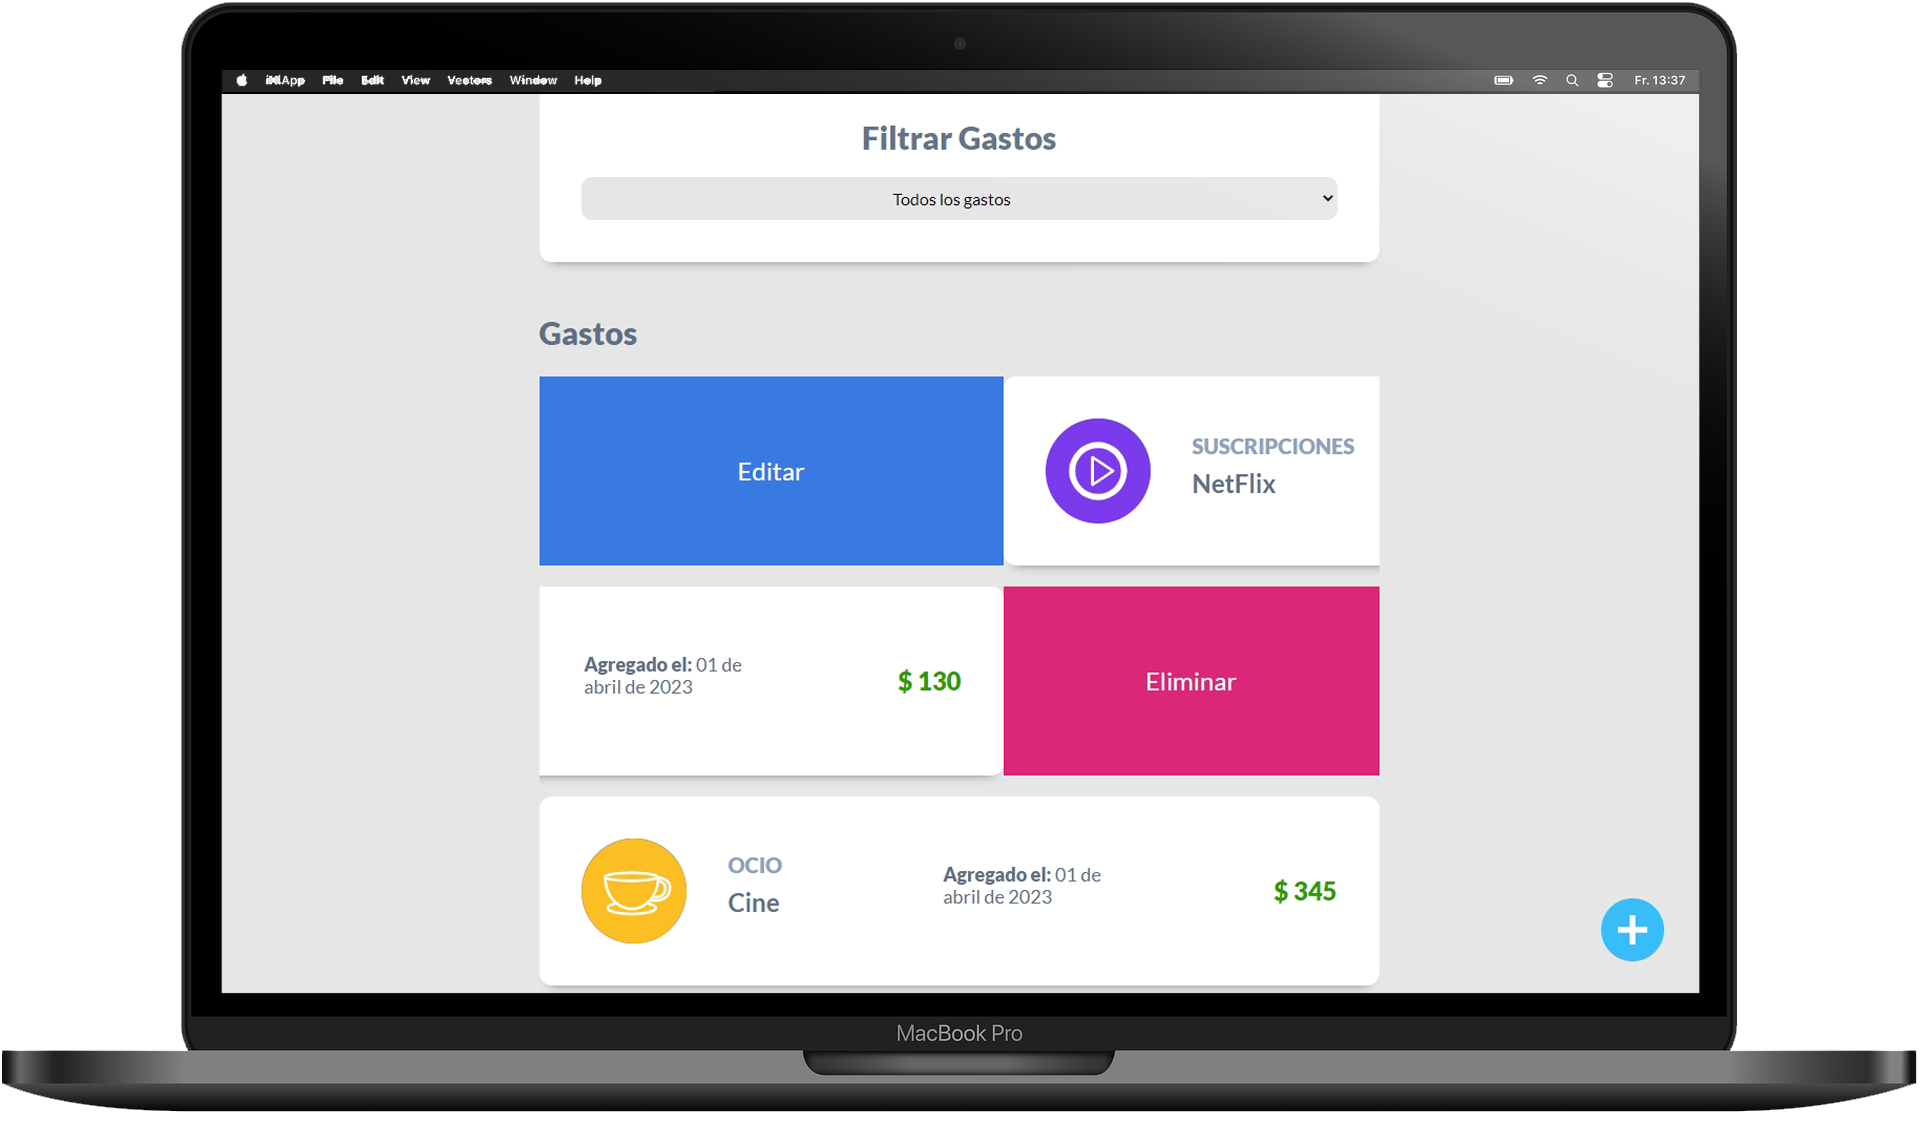 File Edit View Window Help Fr. 13:37
Filtrar Gastos
Todos los gastos
Gastos
Editar
SUSCRIPCIONES
NetFlix
Agregado el: 01 de
abril de 2023
$ 130
Eliminar
OCIO
Cine
Agregado el: 01 de
abril de 2023
$ 345
MacBook Pro